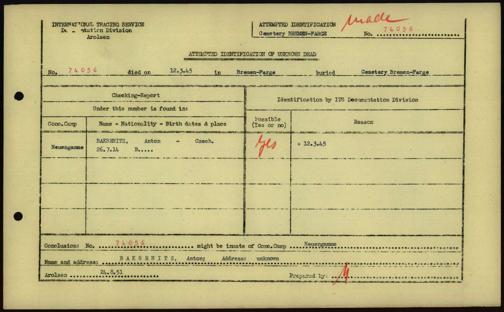 INTERNATIONAL TRACING SERVICE
Documentation Division
Arolsen
ATTEMPTED IDENTIFICATION made
Cemetery BREMEN-FARGE No. 74056
ATTEMPTED IDENTIFICATION OF UNKNOWN DEAD
No. 74056 died on 12.3.45 in Bremen-Farge buried Cemetery Bremen-Farge
Checking-Report
Under this number is found in:
Identification by ITS Documentation Division
Conc.Camp Name - Nationality - Birth dates & place
Possible (Yes or no)
Reason
Neuengamme
BAKRENITZ, Anton - Czech.
26.7.14 B.....
Yes
+ 12.3.45
Conclusion: No. 74056 might be inmate of Conc.Camp Neuengamme
Name and address: BAKRENITS, Anton; Address: unknown
Arolsen 24.8.51
Prepared by: